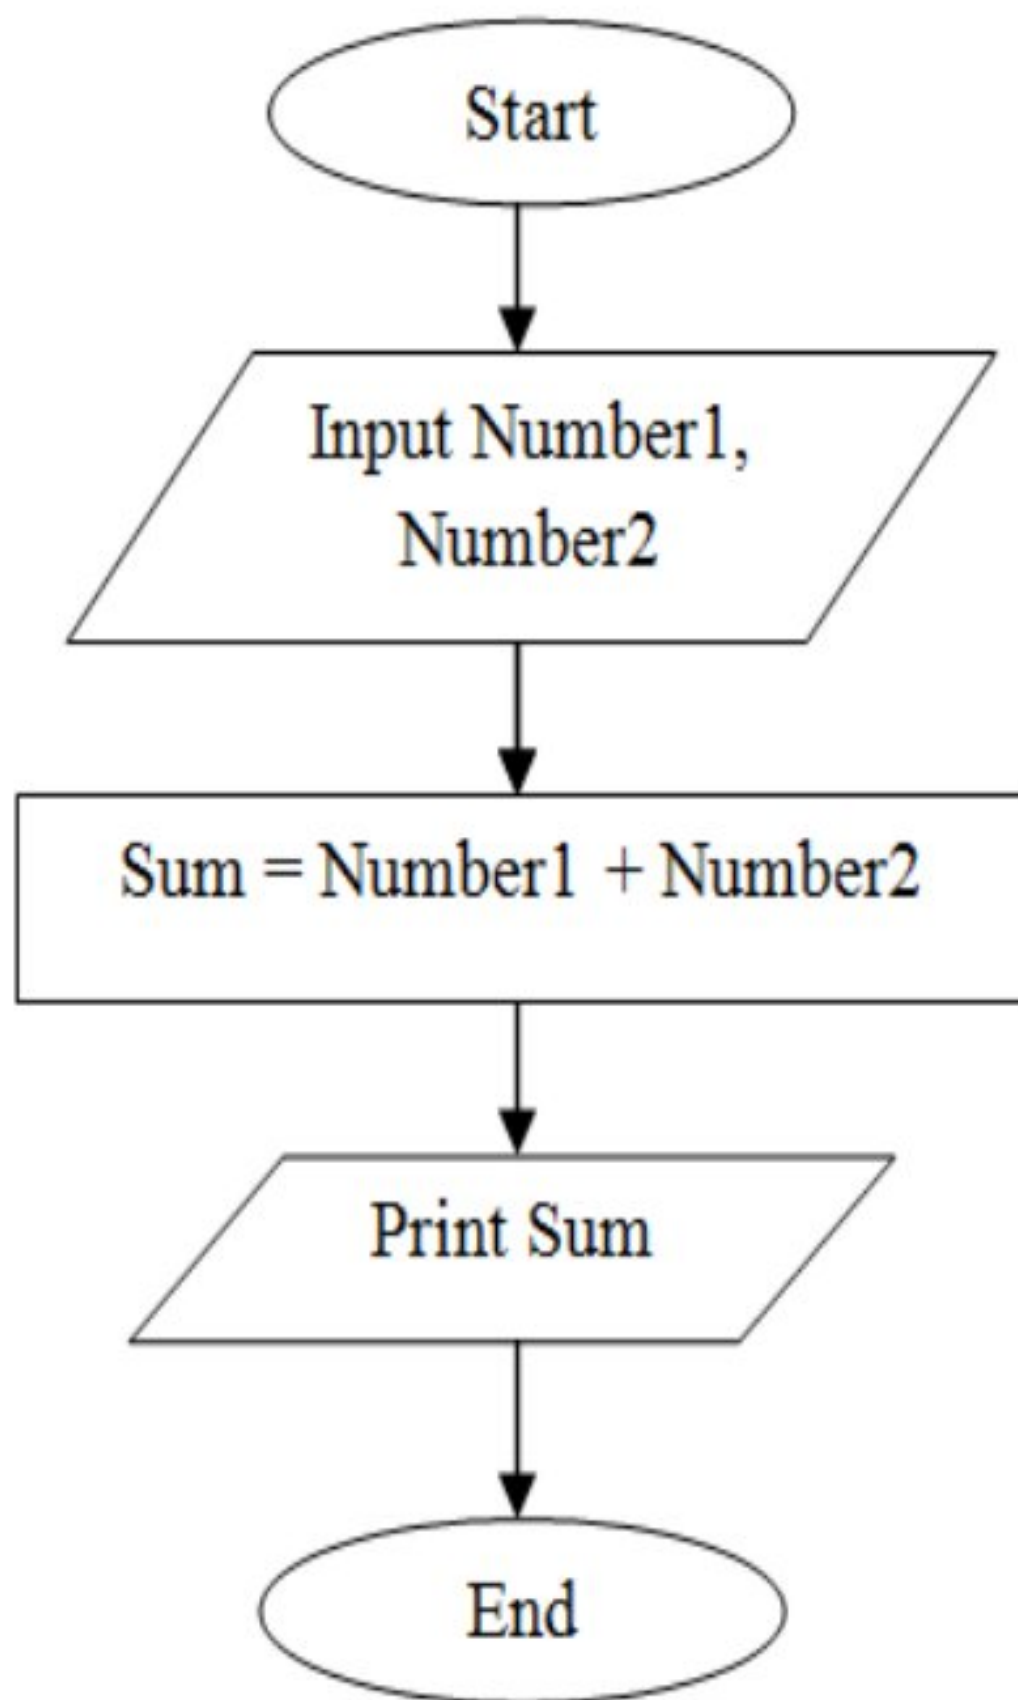 Start
Input Number1,
Number2
Sum = Number1 + Number2
Print Sum
End